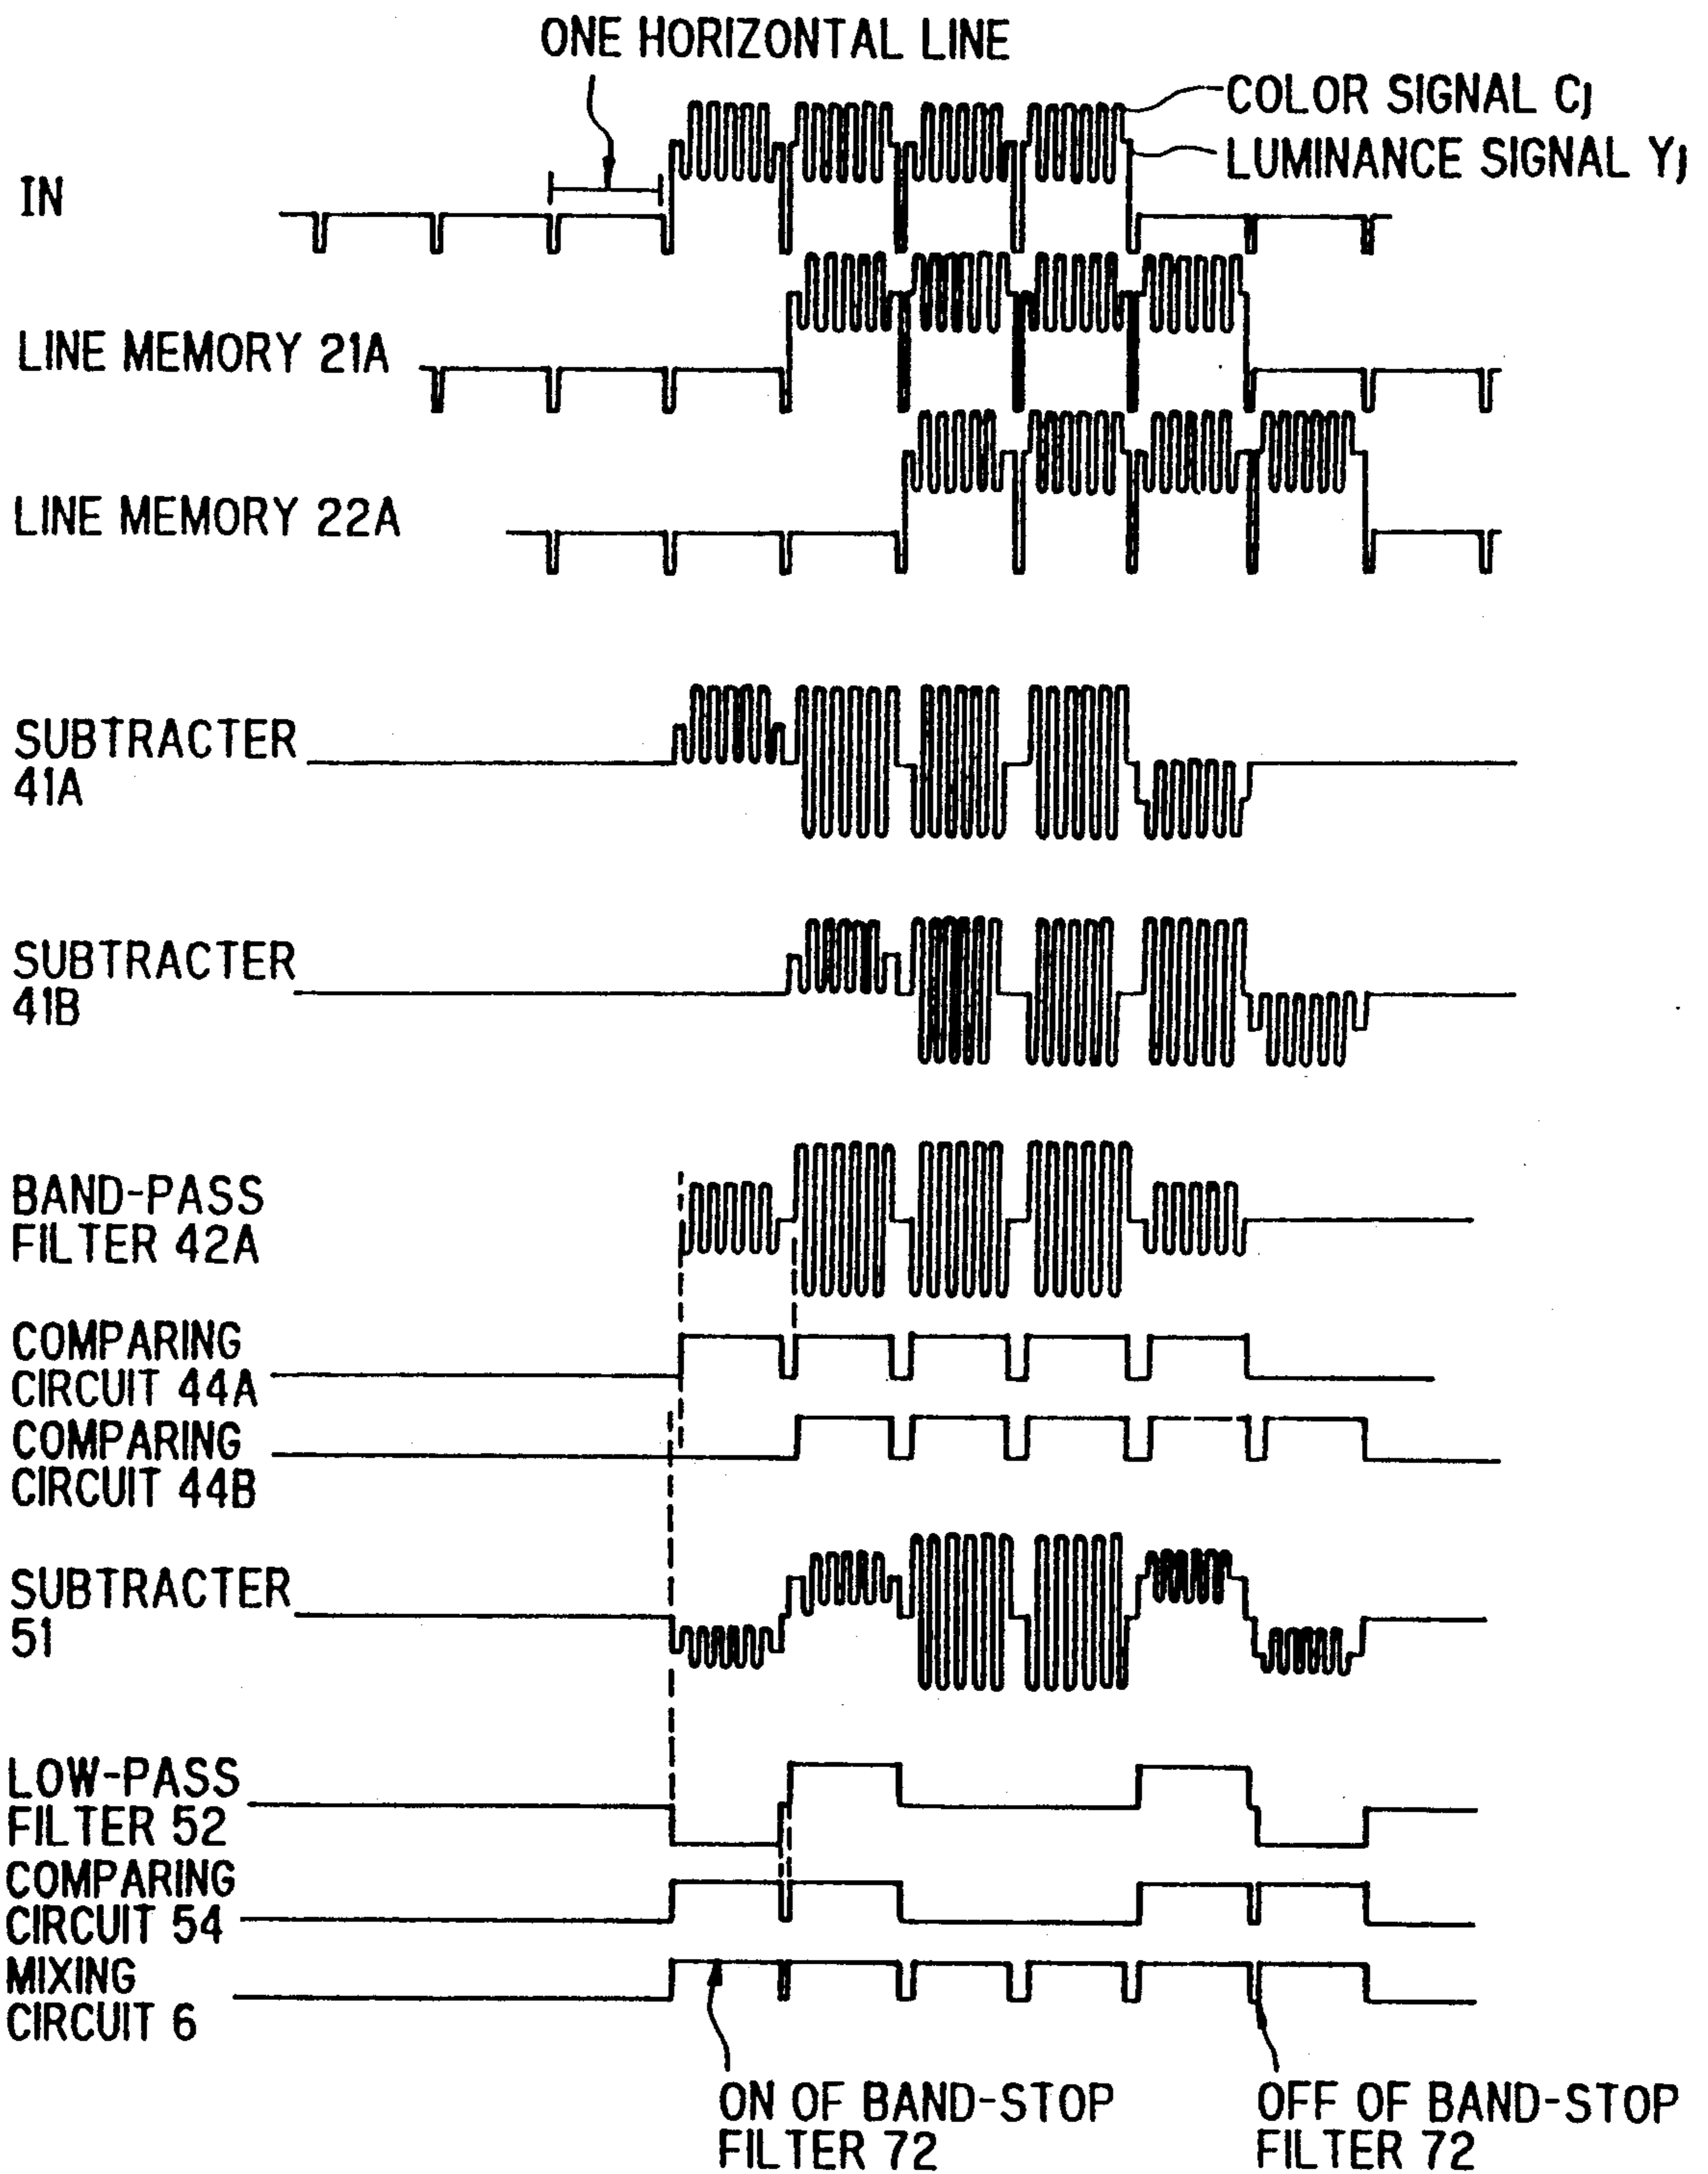 ONE HORIZONTAL LINE
COLOR SIGNAL Cj
LUMINANCE SIGNAL Yj
IN
LINE MEMORY 21A
LINE MEMORY 22A
SUBTRACTER
41A
SUBTRACTER
41B
BAND-PASS
FILTER 42A
COMPARING
CIRCUIT 44A
COMPARING
CIRCUIT 44B
SUBTRACTER
51
LOW-PASS
FILTER 52
COMPARING
CIRCUIT 54
MIXING
CIRCUIT 6
ON OF BAND-STOP
FILTER 72
OFF OF BAND-STOP
FILTER 72